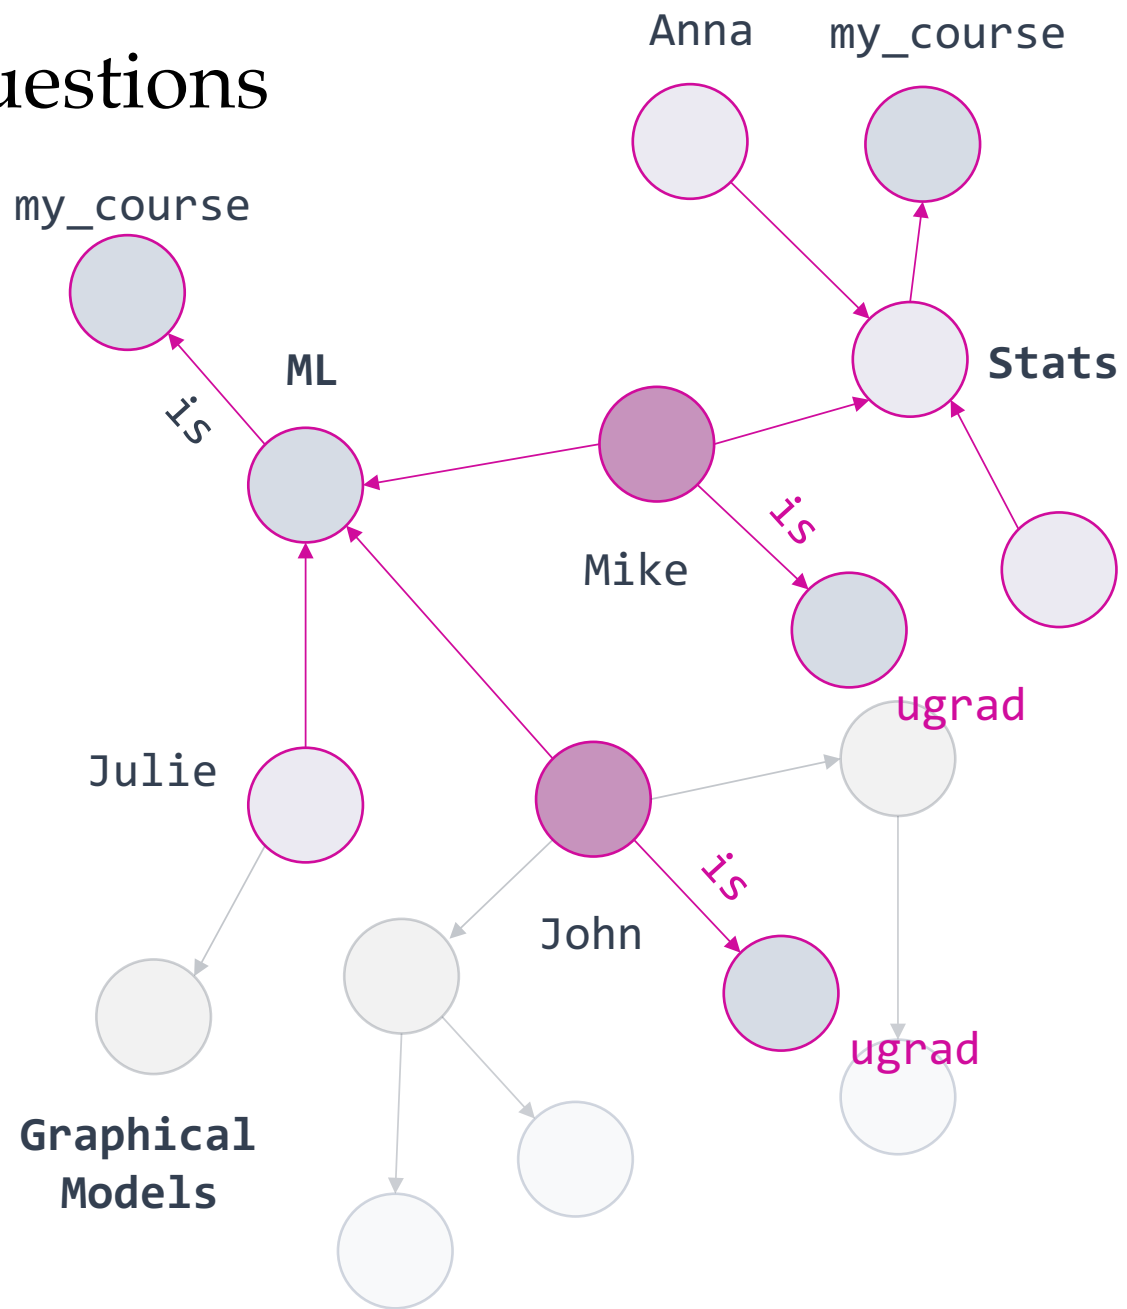 Anna
my_course
uestions
my_course
ML
Stats
is
is
Mike
ugrad
Julie
is
John
ugrad
Graphical
Models